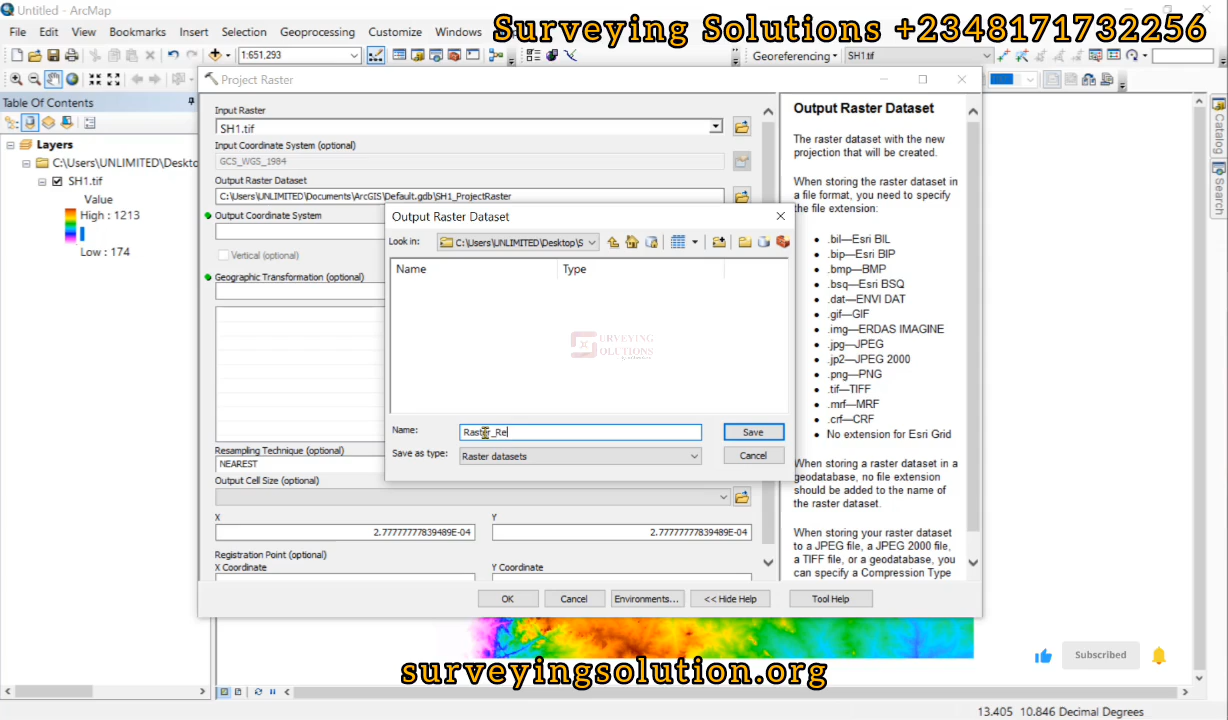 Untitled - ArcMap
Surveying Solutions +2348171732256
File Edit View Bookmarks Insert Selection Geoprocessing Customize Windows
1:651,293
Georeferencing
SH1.tif
Table Of Contents
Layers
C:\Users\UNLIMITED\Desktc
SH1.tif
Value
High : 1213
Low : 174
Project Raster
Input Raster
SH1.tif
Input Coordinate System (optional)
GCS_WGS_1984
Output Raster Dataset
C:\Users\UNLIMITED\Documents\ArcGIS\Default.gdb\SH1_ProjectRaster
Output Coordinate System
Vertical (optional)
Geographic Transformation (optional)
Resampling Technique (optional)
NEAREST
Output Cell Size (optional)
X
Y
2.77777777839489E-04
2.77777777839489E-04
Registration Point (optional)
X Coordinate
Y Coordinate
OK
Cancel
Environments...
<< Hide Help
Tool Help
Output Raster Dataset
Look in:
C:\Users\UNLIMITED\Desktop\S
Name
Type
SURVEYING
SOLUTIONS
Name:
Raster_Re
Save
Save as type:
Raster datasets
Cancel
Output Raster Dataset
The raster dataset with the new
projection that will be created.
When storing the raster dataset in
a file format, you need to specify
the file extension:
.bil—Esri BIL
.bip—Esri BIP
.bmp—BMP
.bsq—Esri BSQ
.dat—ENVI DAT
.gif—GIF
.img—ERDAS IMAGINE
.jpg—JPEG
.jp2—JPEG 2000
.png—PNG
.tif—TIFF
.mrf—MRF
.crf—CRF
No extension for Esri Grid
When storing a raster dataset in a
geodatabase, no file extension
should be added to the name of
the raster dataset.
When storing your raster dataset
to a JPEG file, a JPEG 2000 file,
a TIFF file, or a geodatabase, you
can specify a Compression Type
Catalog
Search
Subscribed
surveyingsolution.org
13.405 10.846 Decimal Degrees